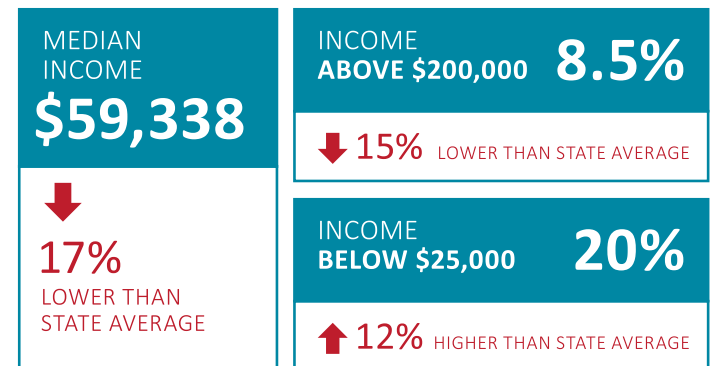 MEDIAN
INCOME
$59,338
17%
LOWER THAN
STATE AVERAGE
INCOME
ABOVE $200,000 8.5%
15% LOWER THAN STATE AVERAGE
INCOME
BELOW $25,000 20%
12% HIGHER THAN STATE AVERAGE